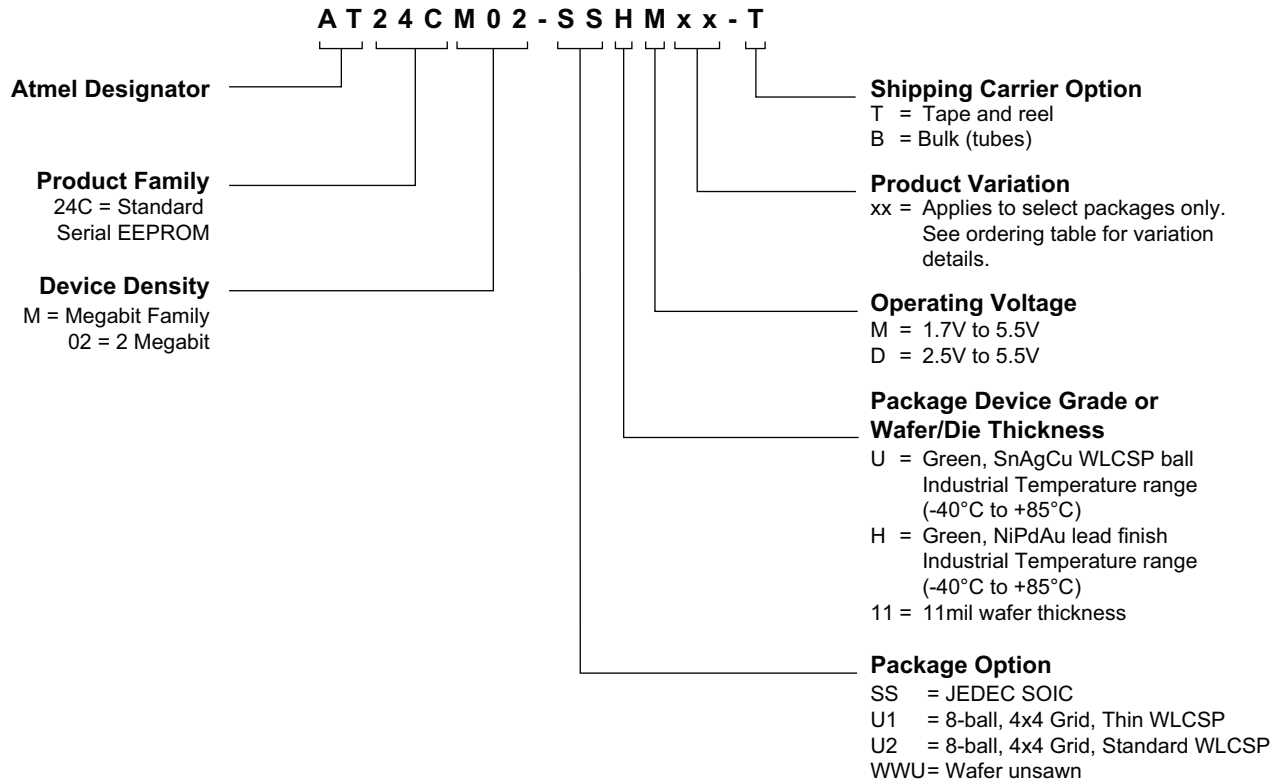 AT24CM02-SSHMxx-T
Atmel Designator
Product Family
24C = Standard
Serial EEPROM
Device Density
M = Megabit Family
02 = 2 Megabit
Shipping Carrier Option
T = Tape and reel
B = Bulk (tubes)
Product Variation
xx = Applies to select packages only.
See ordering table for variation
details.
Operating Voltage
M = 1.7V to 5.5V
D = 2.5V to 5.5V
Package Device Grade or
Wafer/Die Thickness
U = Green, SnAgCu WLCSP ball
Industrial Temperature range
(-40°C to +85°C)
H = Green, NiPdAu lead finish
Industrial Temperature range
(-40°C to +85°C)
11 = 11mil wafer thickness
Package Option
SS = JEDEC SOIC
U1 = 8-ball, 4x4 Grid, Thin WLCSP
U2 = 8-ball, 4x4 Grid, Standard WLCSP
WWU= Wafer unsawn